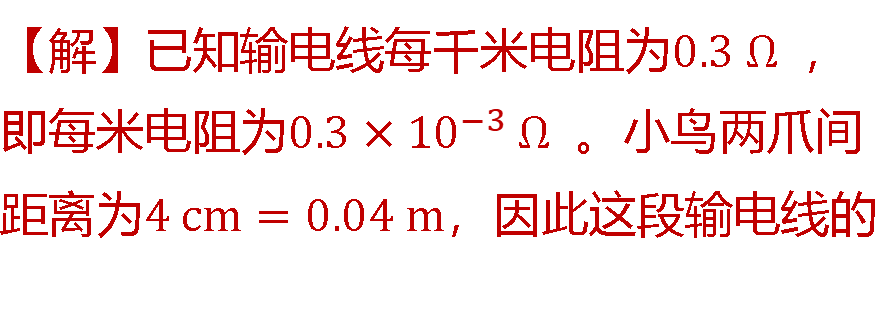 【解】已知输电线每千米电阻为0.3 Ω ，
即每米电阻为0.3 × 10⁻³ Ω 。小鸟两爪间
距离为4 cm = 0.04 m，因此这段输电线的